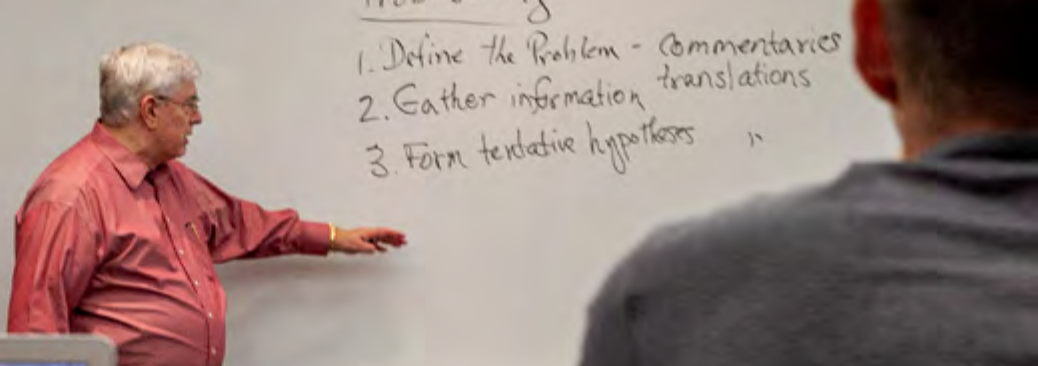 1. Define the Problem - Commentaries
translations
2. Gather information
3. Form tentative hypotheses "